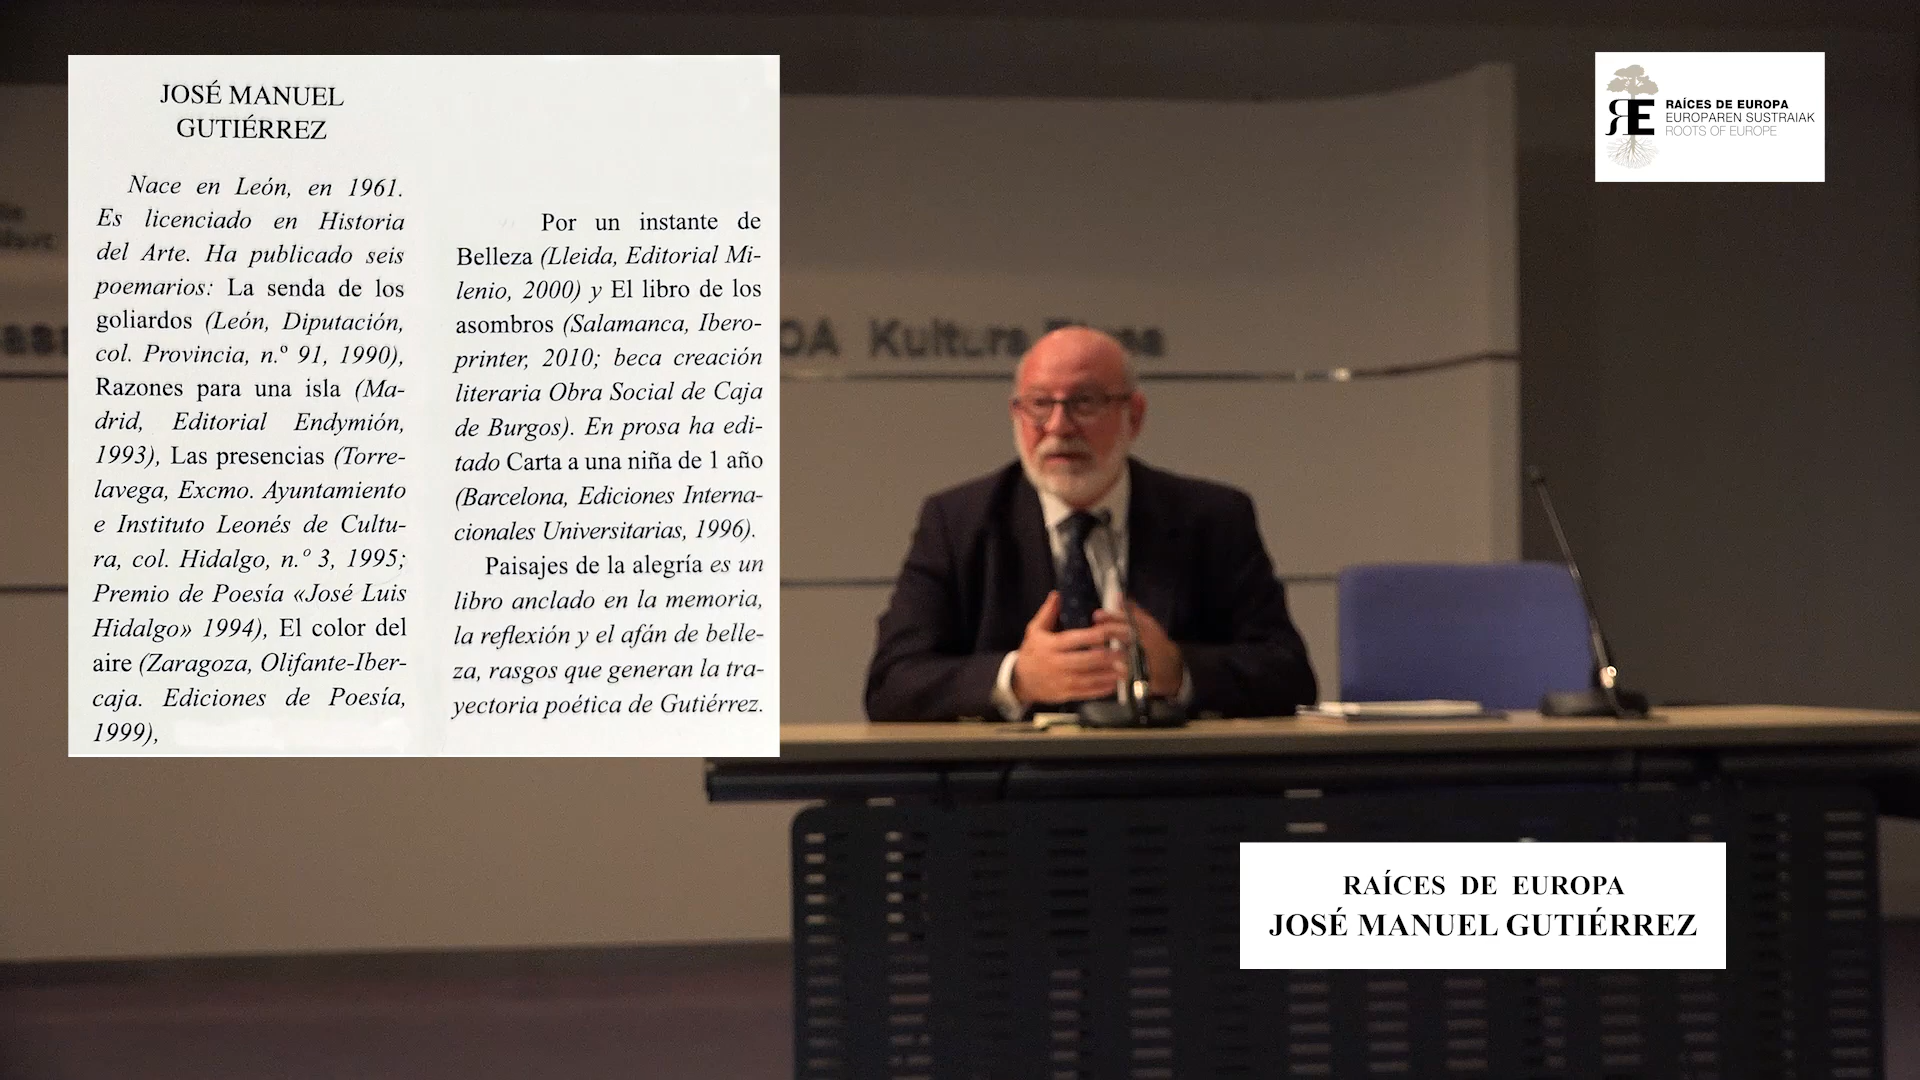 JOSÉ MANUEL
GUTIÉRREZ
Nace en León, en 1961.
Es licenciado en Historia
del Arte. Ha publicado seis
poemarios: La senda de los
goliardos (León, Diputación,
col. Provincia, n.º 91, 1990),
Razones para una isla (Ma-
drid, Editorial Endymión,
1993), Las presencias (Torre-
lavega, Excmo. Ayuntamiento
e Instituto Leonés de Cultu-
ra, col. Hidalgo, n.º 3, 1995;
Premio de Poesía «José Luis
Hidalgo» 1994), El color del
aire (Zaragoza, Olifante-Iber-
caja. Ediciones de Poesía,
1999),
Por un instante de
Belleza (Lleida, Editorial Mi-
lenio, 2000) y El libro de los
asombros (Salamanca, Ibero-
printer, 2010; beca creación
literaria Obra Social de Caja
de Burgos). En prosa ha edi-
tado Carta a una niña de 1 año
(Barcelona, Ediciones Interna-
cionales Universitarias, 1996).
Paisajes de la alegría es un
libro anclado en la memoria,
la reflexión y el afán de belle-
za, rasgos que generan la tra-
yectoria poética de Gutiérrez.
RE
RAÍCES DE EUROPA
EUROPAREN SUSTRAIAK
ROOTS OF EUROPE
OA Kultura
RAÍCES DE EUROPA
JOSÉ MANUEL GUTIÉRREZ